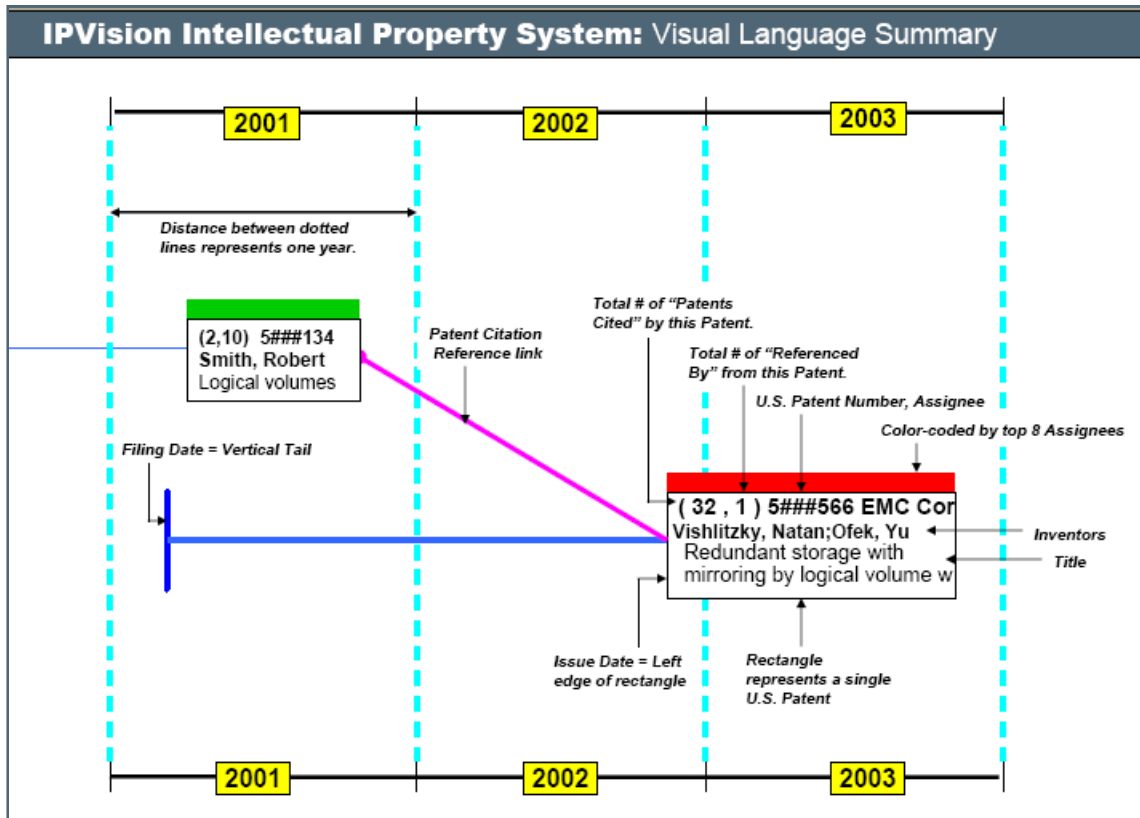 IPVision Intellectual Property System: Visual Language Summary
2001
2002
2003
Distance between dotted
lines represents one year.
(2,10) 5###134
Smith, Robert
Logical volumes
Patent Citation
Reference link
Total # of “Patents
Cited” by this Patent.
Total # of “Referenced
By” from this Patent.
U.S. Patent Number, Assignee
Color-coded by top 8 Assignees
Filing Date = Vertical Tail
( 32 , 1 ) 5###566 EMC Cor
Vishlitzky, Natan;Ofek, Yu
Redundant storage with
mirroring by logical volume w
Inventors
Title
Issue Date = Left
edge of rectangle
Rectangle
represents a single
U.S. Patent
2001
2002
2003